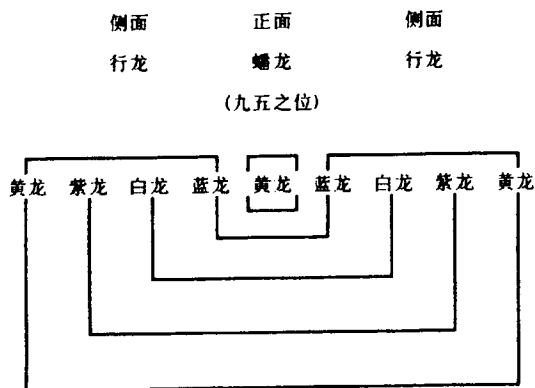 侧面 正面 侧面
行龙 蟠龙 行龙
(九五之位)
黄龙 紫龙 白龙 蓝龙 黄龙 蓝龙 白龙 紫龙 黄龙